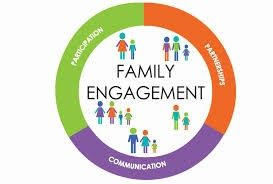 PARTICIPATION
PARTNERSHIPS
FAMILY
ENGAGEMENT
COMMUNICATION